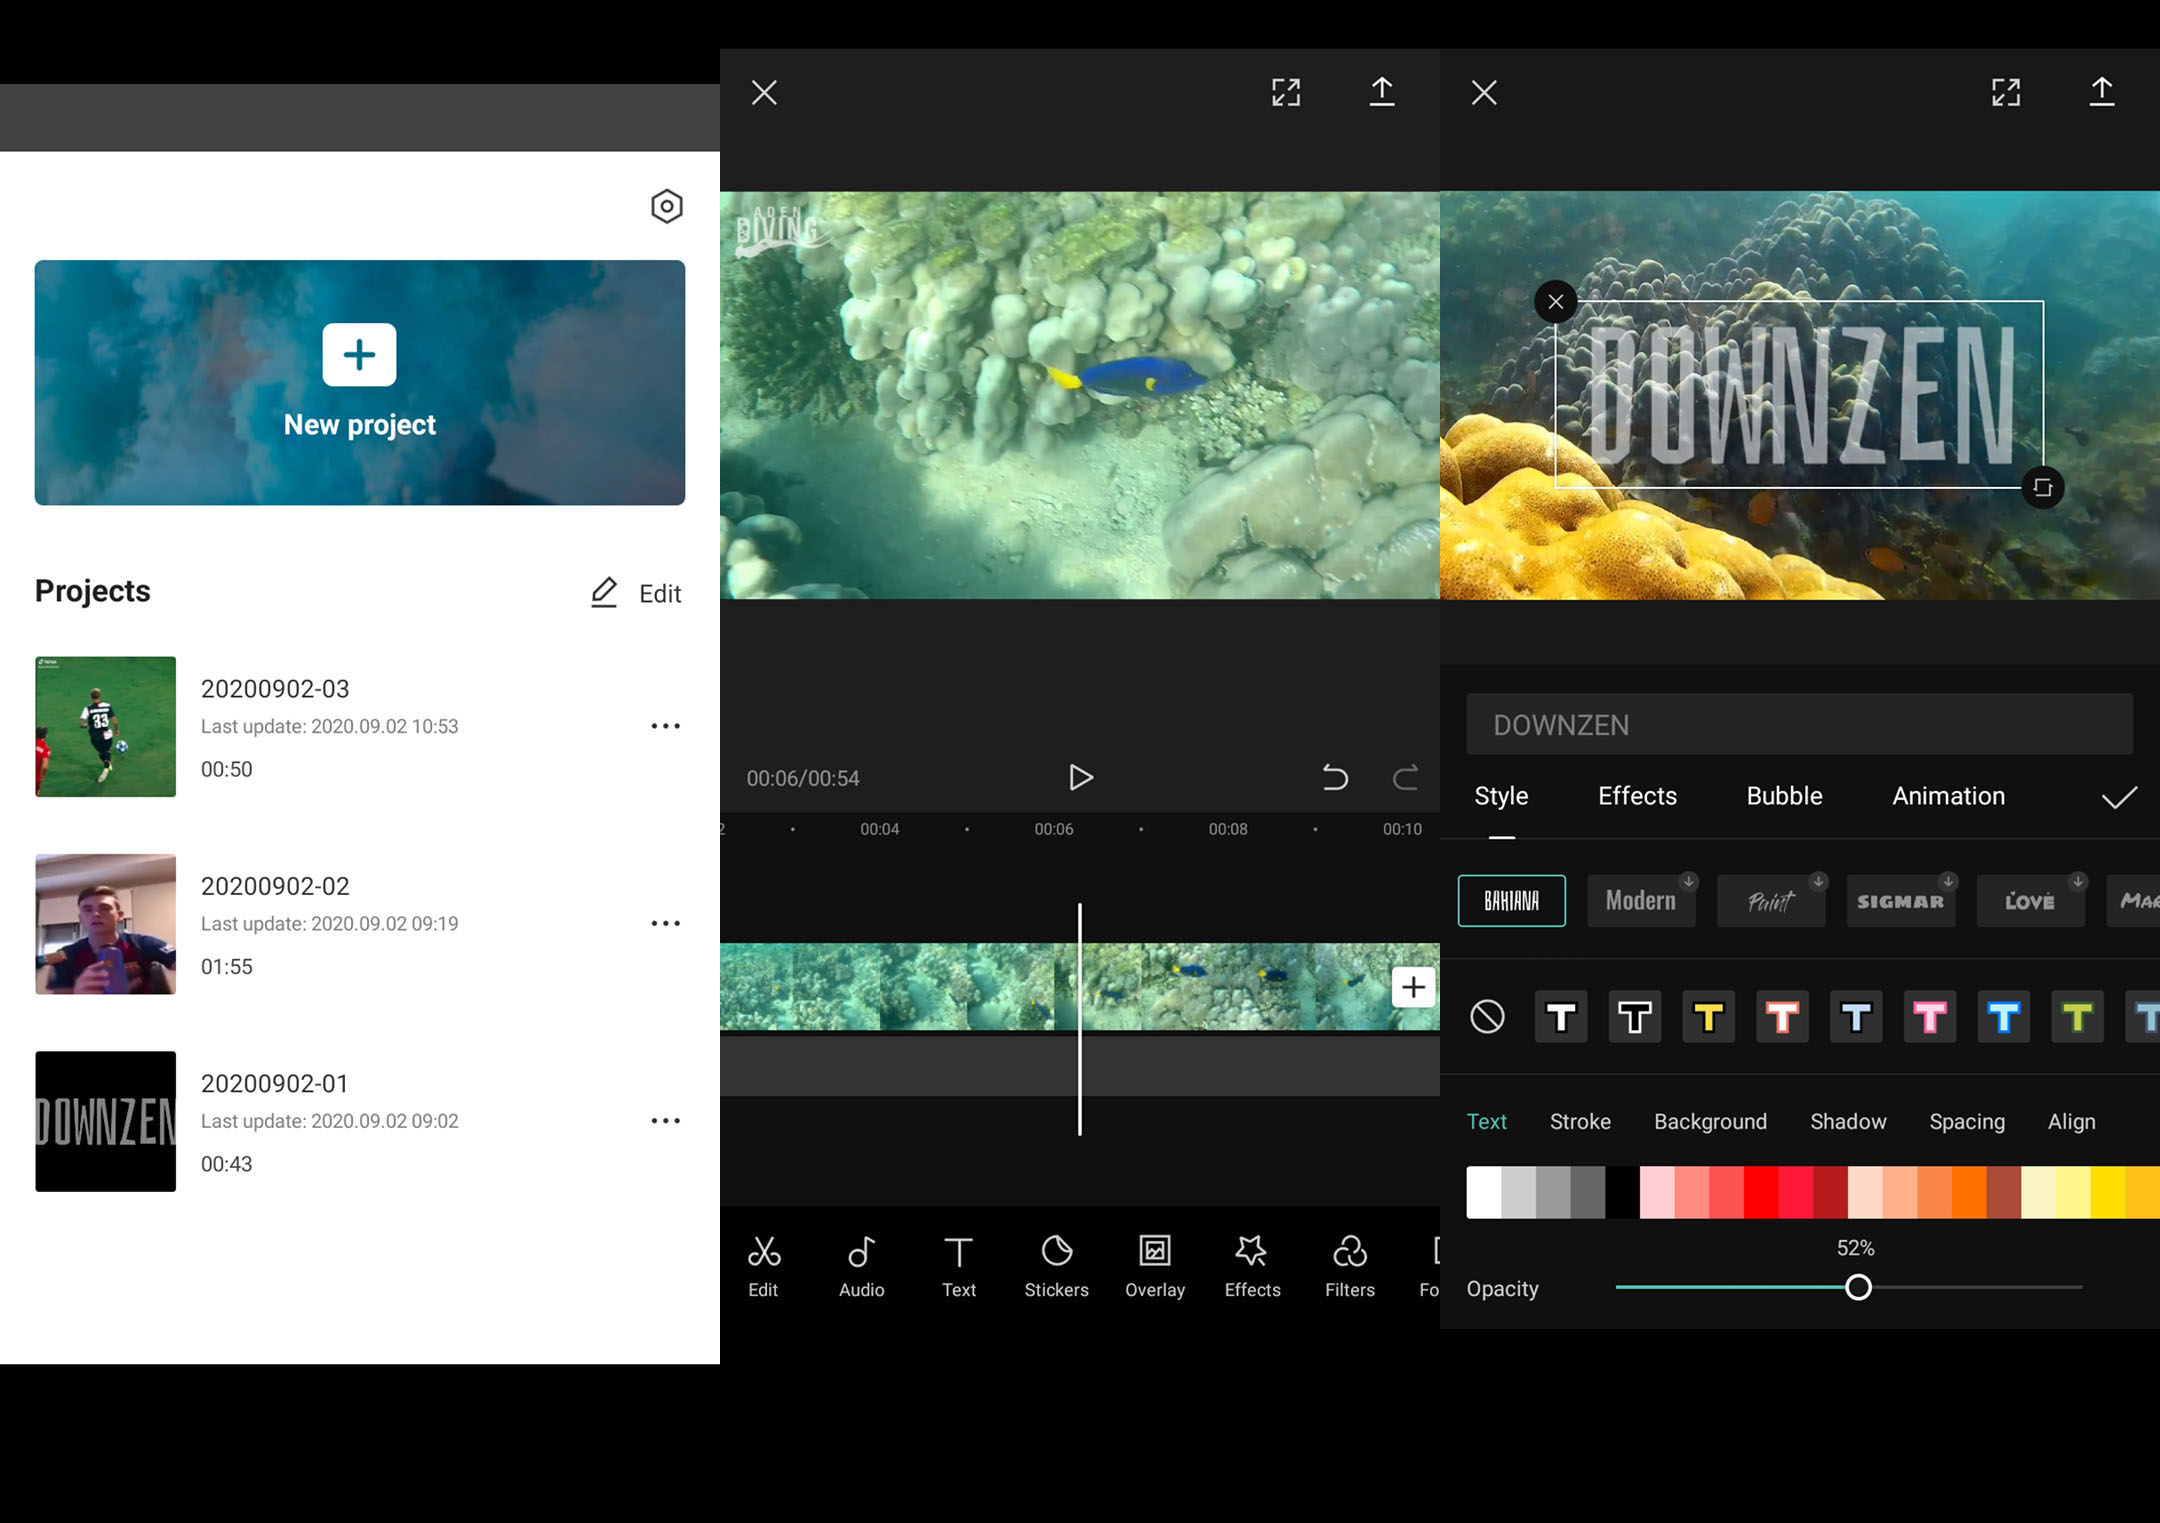 New project
Projects
Edit
TikTok
33
20200902-03
Last update: 2020.09.02 10:53
00:50
20200902-02
Last update: 2020.09.02 09:19
01:55
DOWNZEN
20200902-01
Last update: 2020.09.02 09:02
00:43
ADEN
DIVING
00:06/00:54
2 00:04 00:06 00:08 00:10
Edit Audio Text Stickers Overlay Effects Filters Fo
DOWNZEN
DOWNZEN
Style Effects Bubble Animation
BAHIANA Modern Paint SIGMAR LOVE MAR
T T T T T T T T T
Text Stroke Background Shadow Spacing Align
52%
Opacity